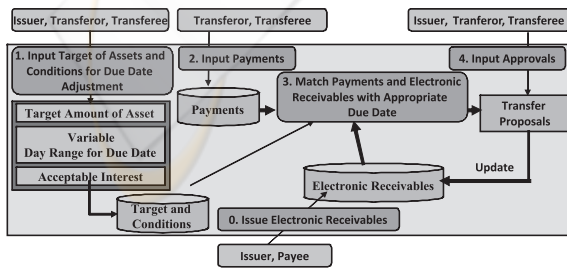 Issuer, Transferor, Transferee
Transferor, Transferee
Issuer, Tranferor, Transferee
1. Input Target of Assets and
Conditions for Due Date
Adjustment
2. Input Payments
4. Input Approvals
3. Match Payments and Electronic
Receivables with Appropriate
Due Date
Target Amount of Asset
Payments
Transfer
Proposals
Variable
Day Range for Due Date
Acceptable Interest
Update
Electronic Receivables
Target and
Conditions
0. Issue Electronic Receivables
Issuer, Payee